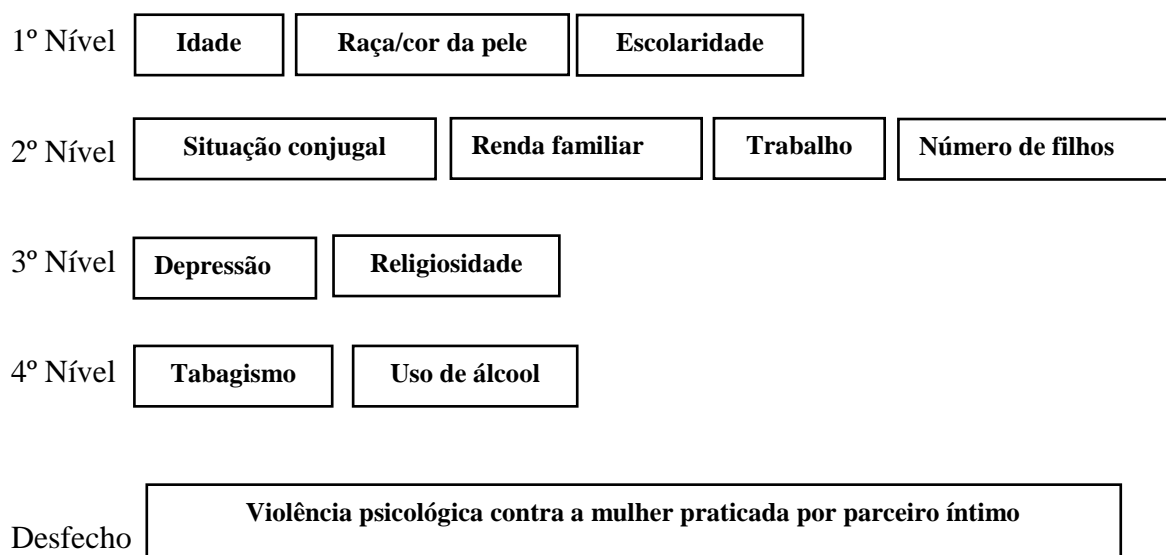 1º Nível Idade Raça/cor da pele Escolaridade
2º Nível Situação conjugal Renda familiar Trabalho Número de filhos
3º Nível Depressão Religiosidade
4º Nível Tabagismo Uso de álcool
Violência psicológica contra a mulher praticada por parceiro íntimo
Desfecho